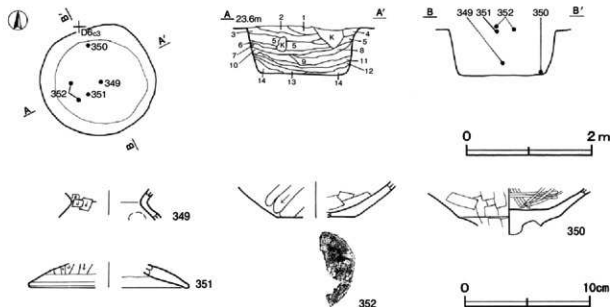 B' D6c3 350 A' 349 352 351 A B
A 23.6m 2 1 A' 3 4 5 K 5 K 5 6 8 7 9 11 10 12 14 13 14
B 349 351 352 350 B'
0 2 m
349
352
350
351
0 10cm